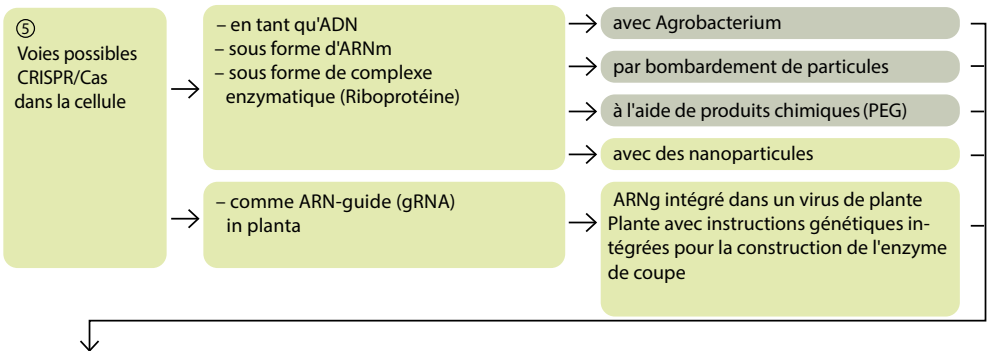 ⑤
Voies possibles
CRISPR/Cas
dans la cellule
– en tant qu'ADN
– sous forme d'ARNm
– sous forme de complexe
enzymatique (Riboprotéine)
avec Agrobacterium
par bombardement de particules
à l'aide de produits chimiques (PEG)
avec des nanoparticules
– comme ARN-guide (gRNA)
in planta
ARNg intégré dans un virus de plante
Plante avec instructions génétiques in-
tégrées pour la construction de l'enzyme
de coupe